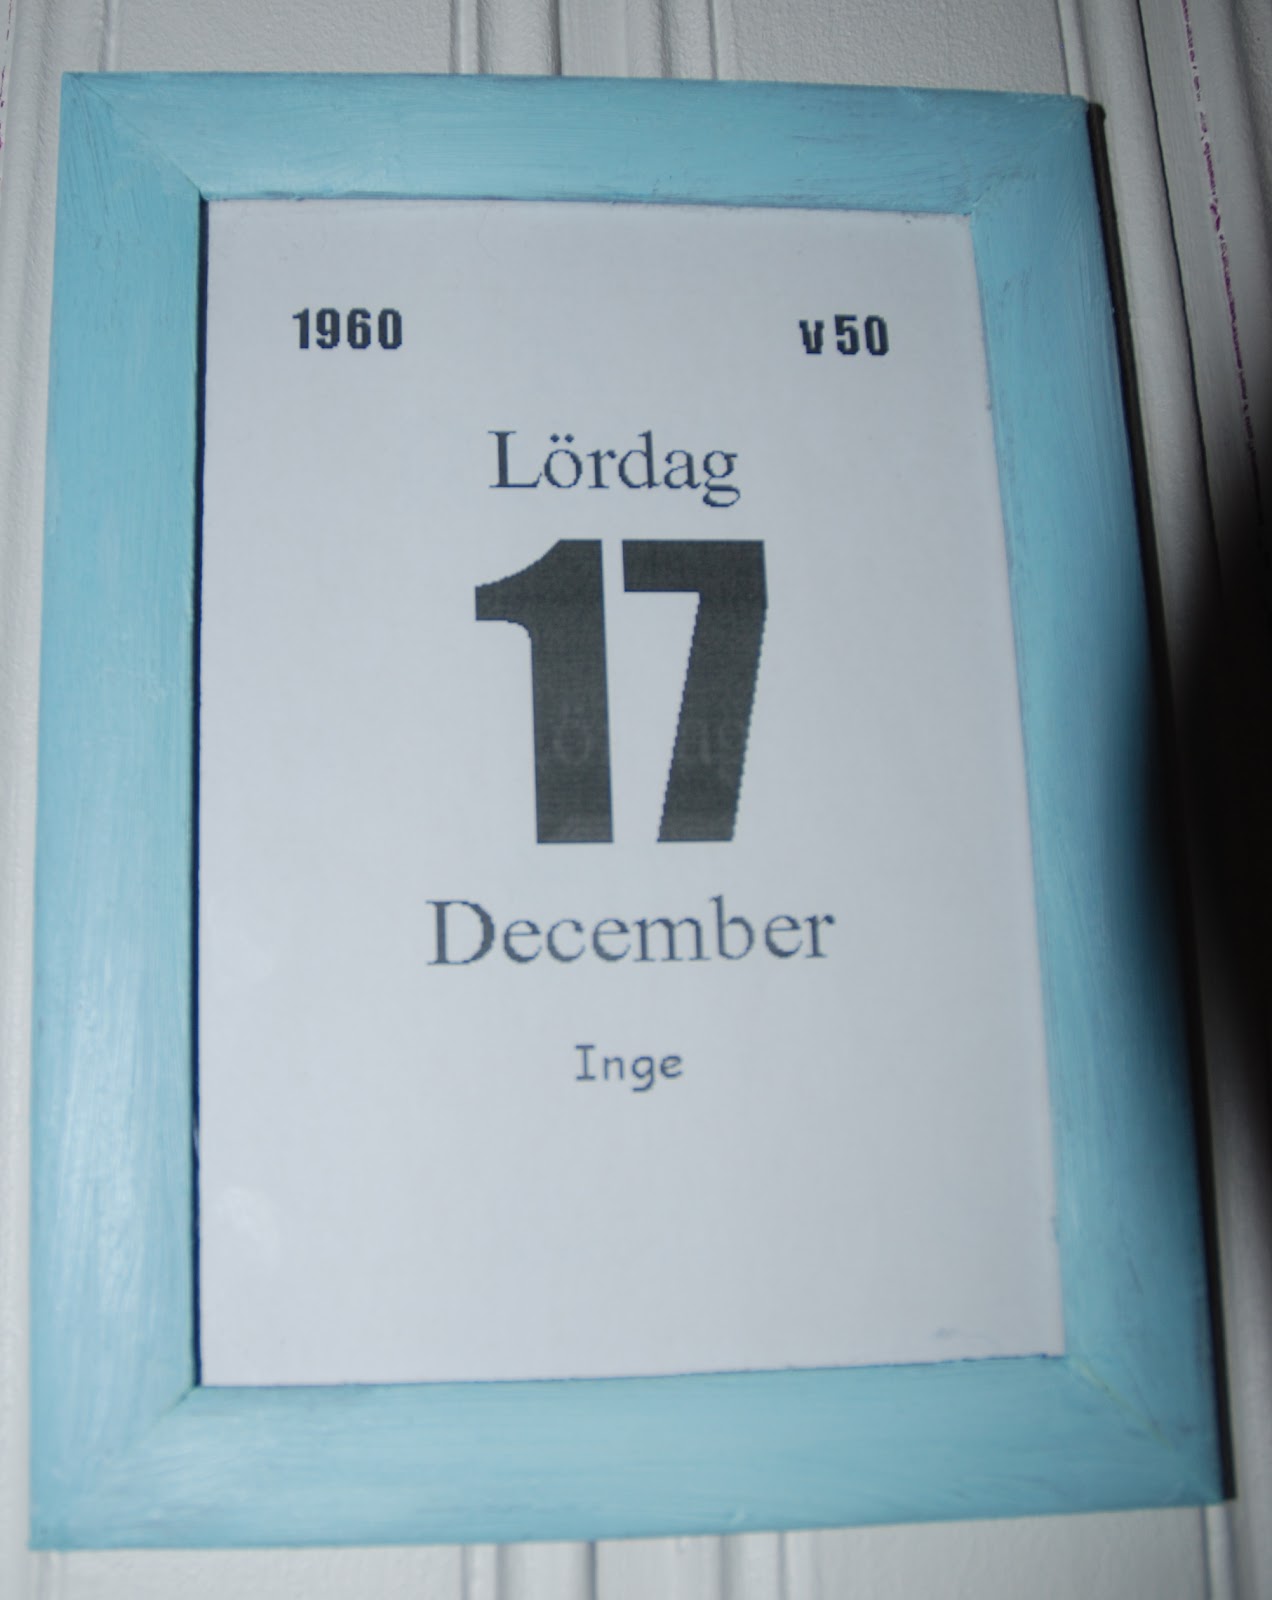 1960 v 50
Lördag
17
December
Inge